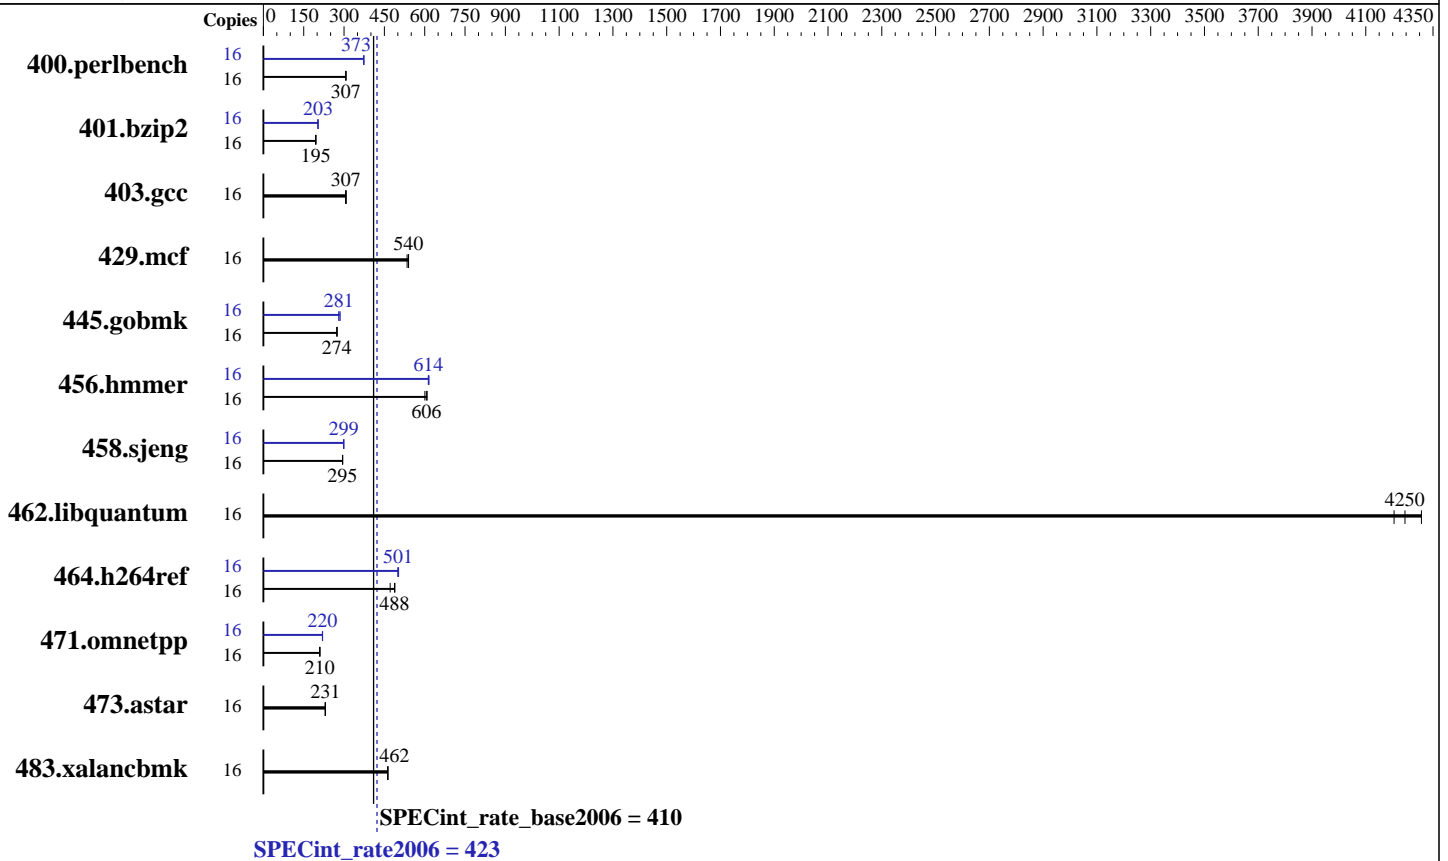 Copies 0 150 300 450 600 750 900 1100 1300 1500 1700 1900 2100 2300 2500 2700 2900 3100 3300 3500 3700 3900 4100 4350
400.perlbench 16 373
16 307
401.bzip2 16 203
16 195
403.gcc 16 307
429.mcf 16 540
445.gobmk 16 281
16 274
456.hmmer 16 614
16 606
458.sjeng 16 299
16 295
462.libquantum 16 4250
464.h264ref 16 501
16 488
471.omnetpp 16 220
16 210
473.astar 16 231
483.xalancbmk 16 462
SPECint_rate_base2006 = 410
SPECint_rate2006 = 423